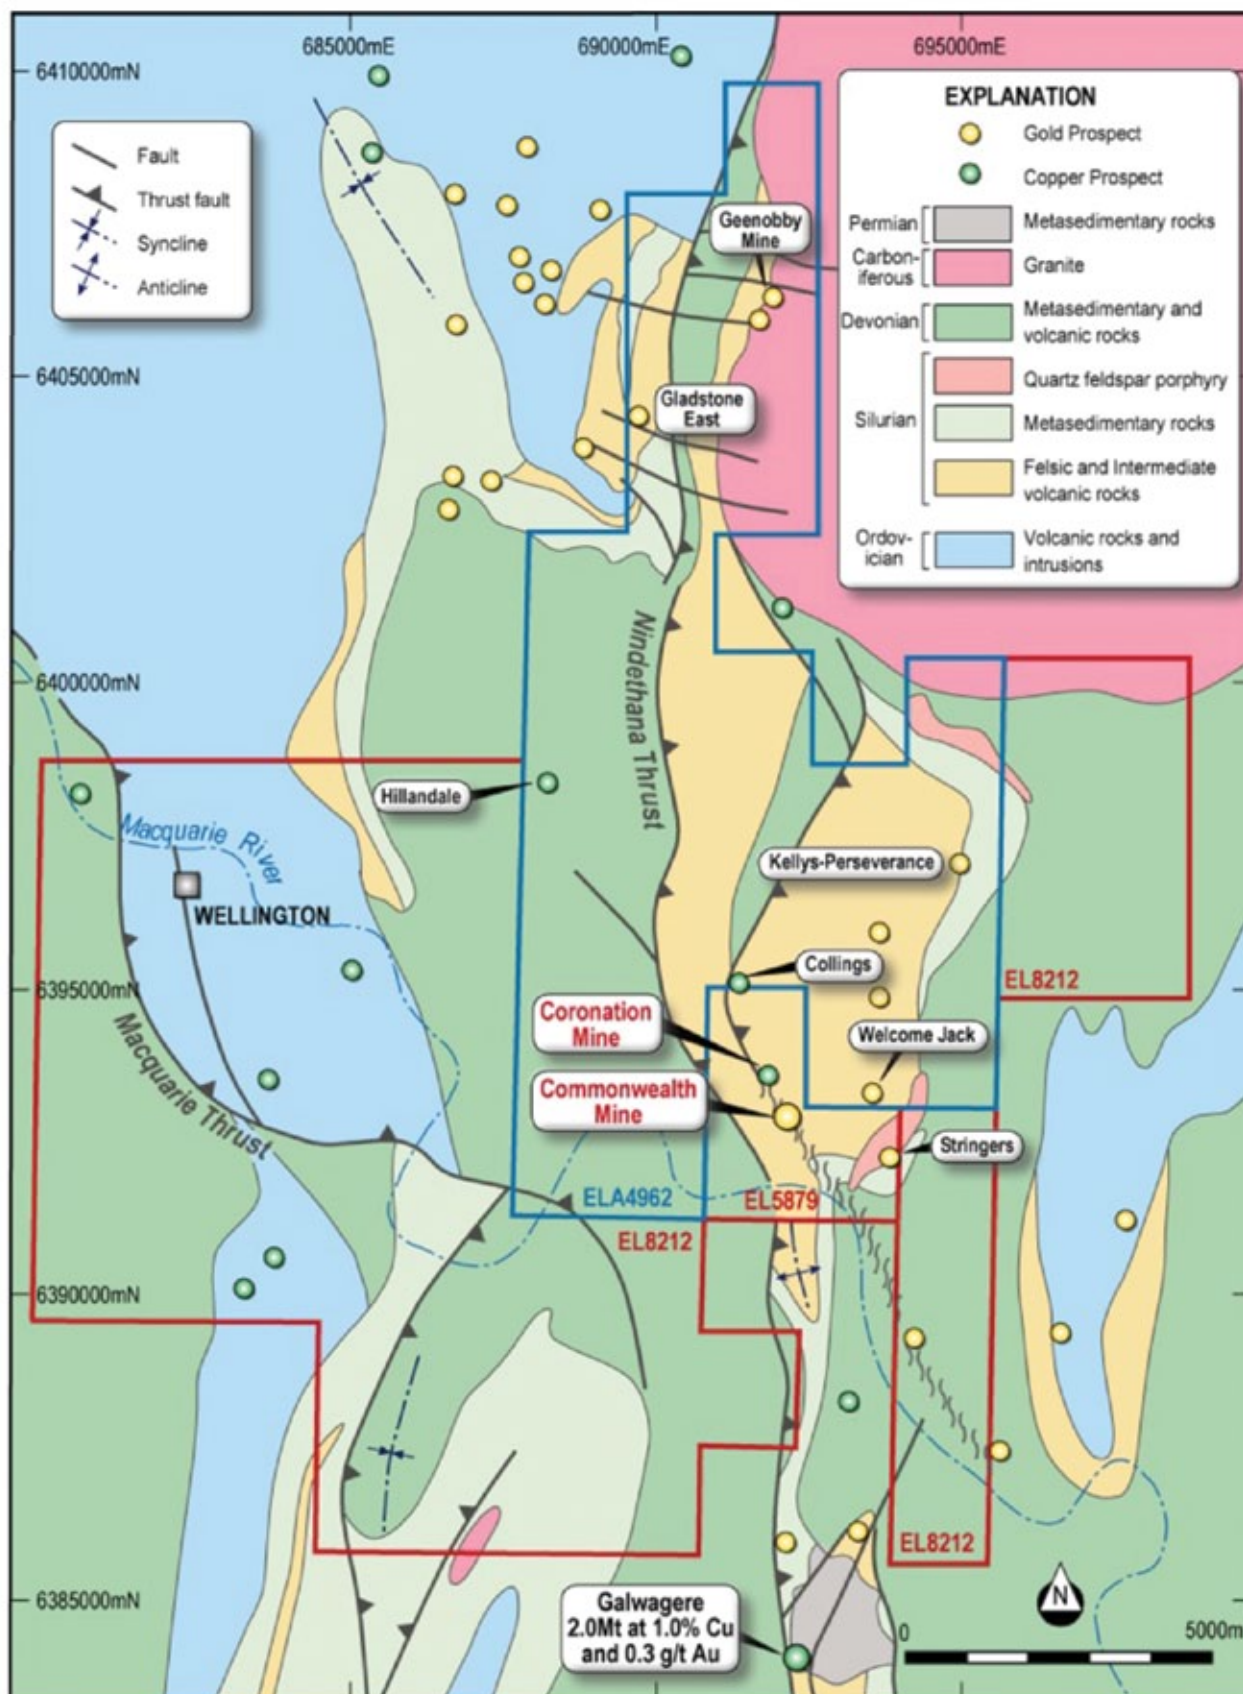 685000mE
690000mE
695000mE
6410000mN
6405000mN
6400000mN
6395000mN
6390000mN
6385000mN
Fault
Thrust fault
Syncline
Anticline
EXPLANATION
Gold Prospect
Copper Prospect
Permian
Metasedimentary rocks
Carbon-
iferous
Granite
Devonian
Metasedimentary and
volcanic rocks
Silurian
Quartz feldspar porphyry
Metasedimentary rocks
Felsic and Intermediate
volcanic rocks
Ordov-
ician
Volcanic rocks and
intrusions
Geenobby
Mine
Gladstone
East
Nindethana Thrust
Hillandale
Macquarie River
WELLINGTON
Kellys-Perseverance
Collings
EL8212
Coronation
Mine
Welcome Jack
Macquarie Thrust
Commonwealth
Mine
Stringers
ELA4962
EL5879
EL8212
EL8212
Galwagere
2.0Mt at 1.0% Cu
and 0.3 g/t Au
N
0
5000m